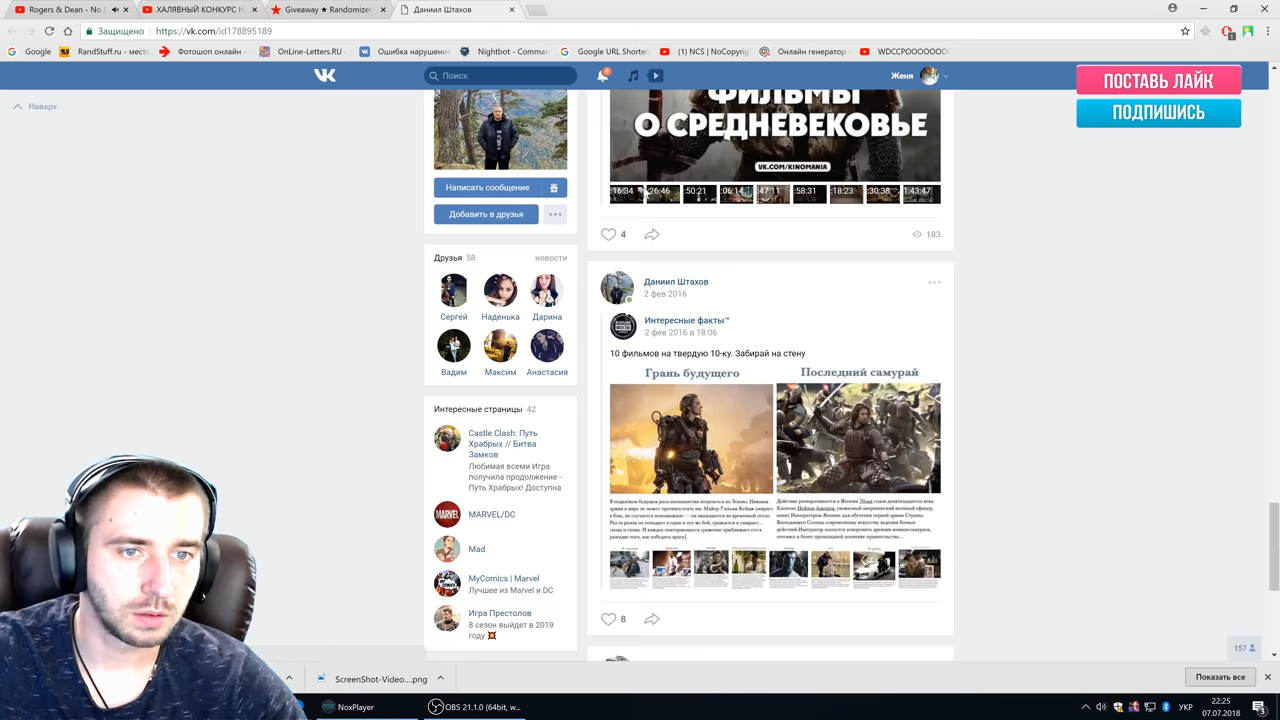 Rogers & Dean - No
ХАЛЯВНЫЙ КОНКУРС Н
Giveaway ★ Randomizer
Даниил Штахов
Защищено
https://vk.com/id178895189
Google
RandStuff.ru - место
Фотошоп онлайн -
OnLine-Letters.RU -
Ошибка нарушения
Nightbot - Comman
Google URL Shorten
(1) NCS | NoCopyrig
Онлайн генератор
WDCCPOOOOOOO
Поиск
Женя
ПОСТАВЬ ЛАЙК
ПОДПИШИСЬ
Наверх
ФИЛЬМЫ
О СРЕДНЕВЕКОВЬЕ
VK.COM/KINOMANIA
:16:34
:26:46
:50:21
:06:14
:47:11
:58:31
:18:23
:30:38
1:43:47
Написать сообщение
Добавить в друзья
4
183
Друзья 58
новости
Сергей
Наденька
Дарина
Вадим
Максим
Анастасия
Даниил Штахов
2 фев 2016
Интересные факты™
2 фев 2016 в 18:06
10 фильмов на твердую 10-ку. Забирай на стену
Грань будущего
Последний самурай
8
Интересные страницы 42
Castle Clash: Путь
Храбрых // Битва
Замков
Любимая всеми Игра
получила продолжение -
Путь Храбрых! Доступна
MARVEL
MARVEL/DC
Mad
MyComics | Marvel
Лучшее из Marvel и DC
Игра Престолов
8 сезон выйдет в 2019
году
157
ScreenShot-Video....png
Показать все
NoxPlayer
OBS 21.1.0 (64bit, w...
УКР
22:25
07.07.2018